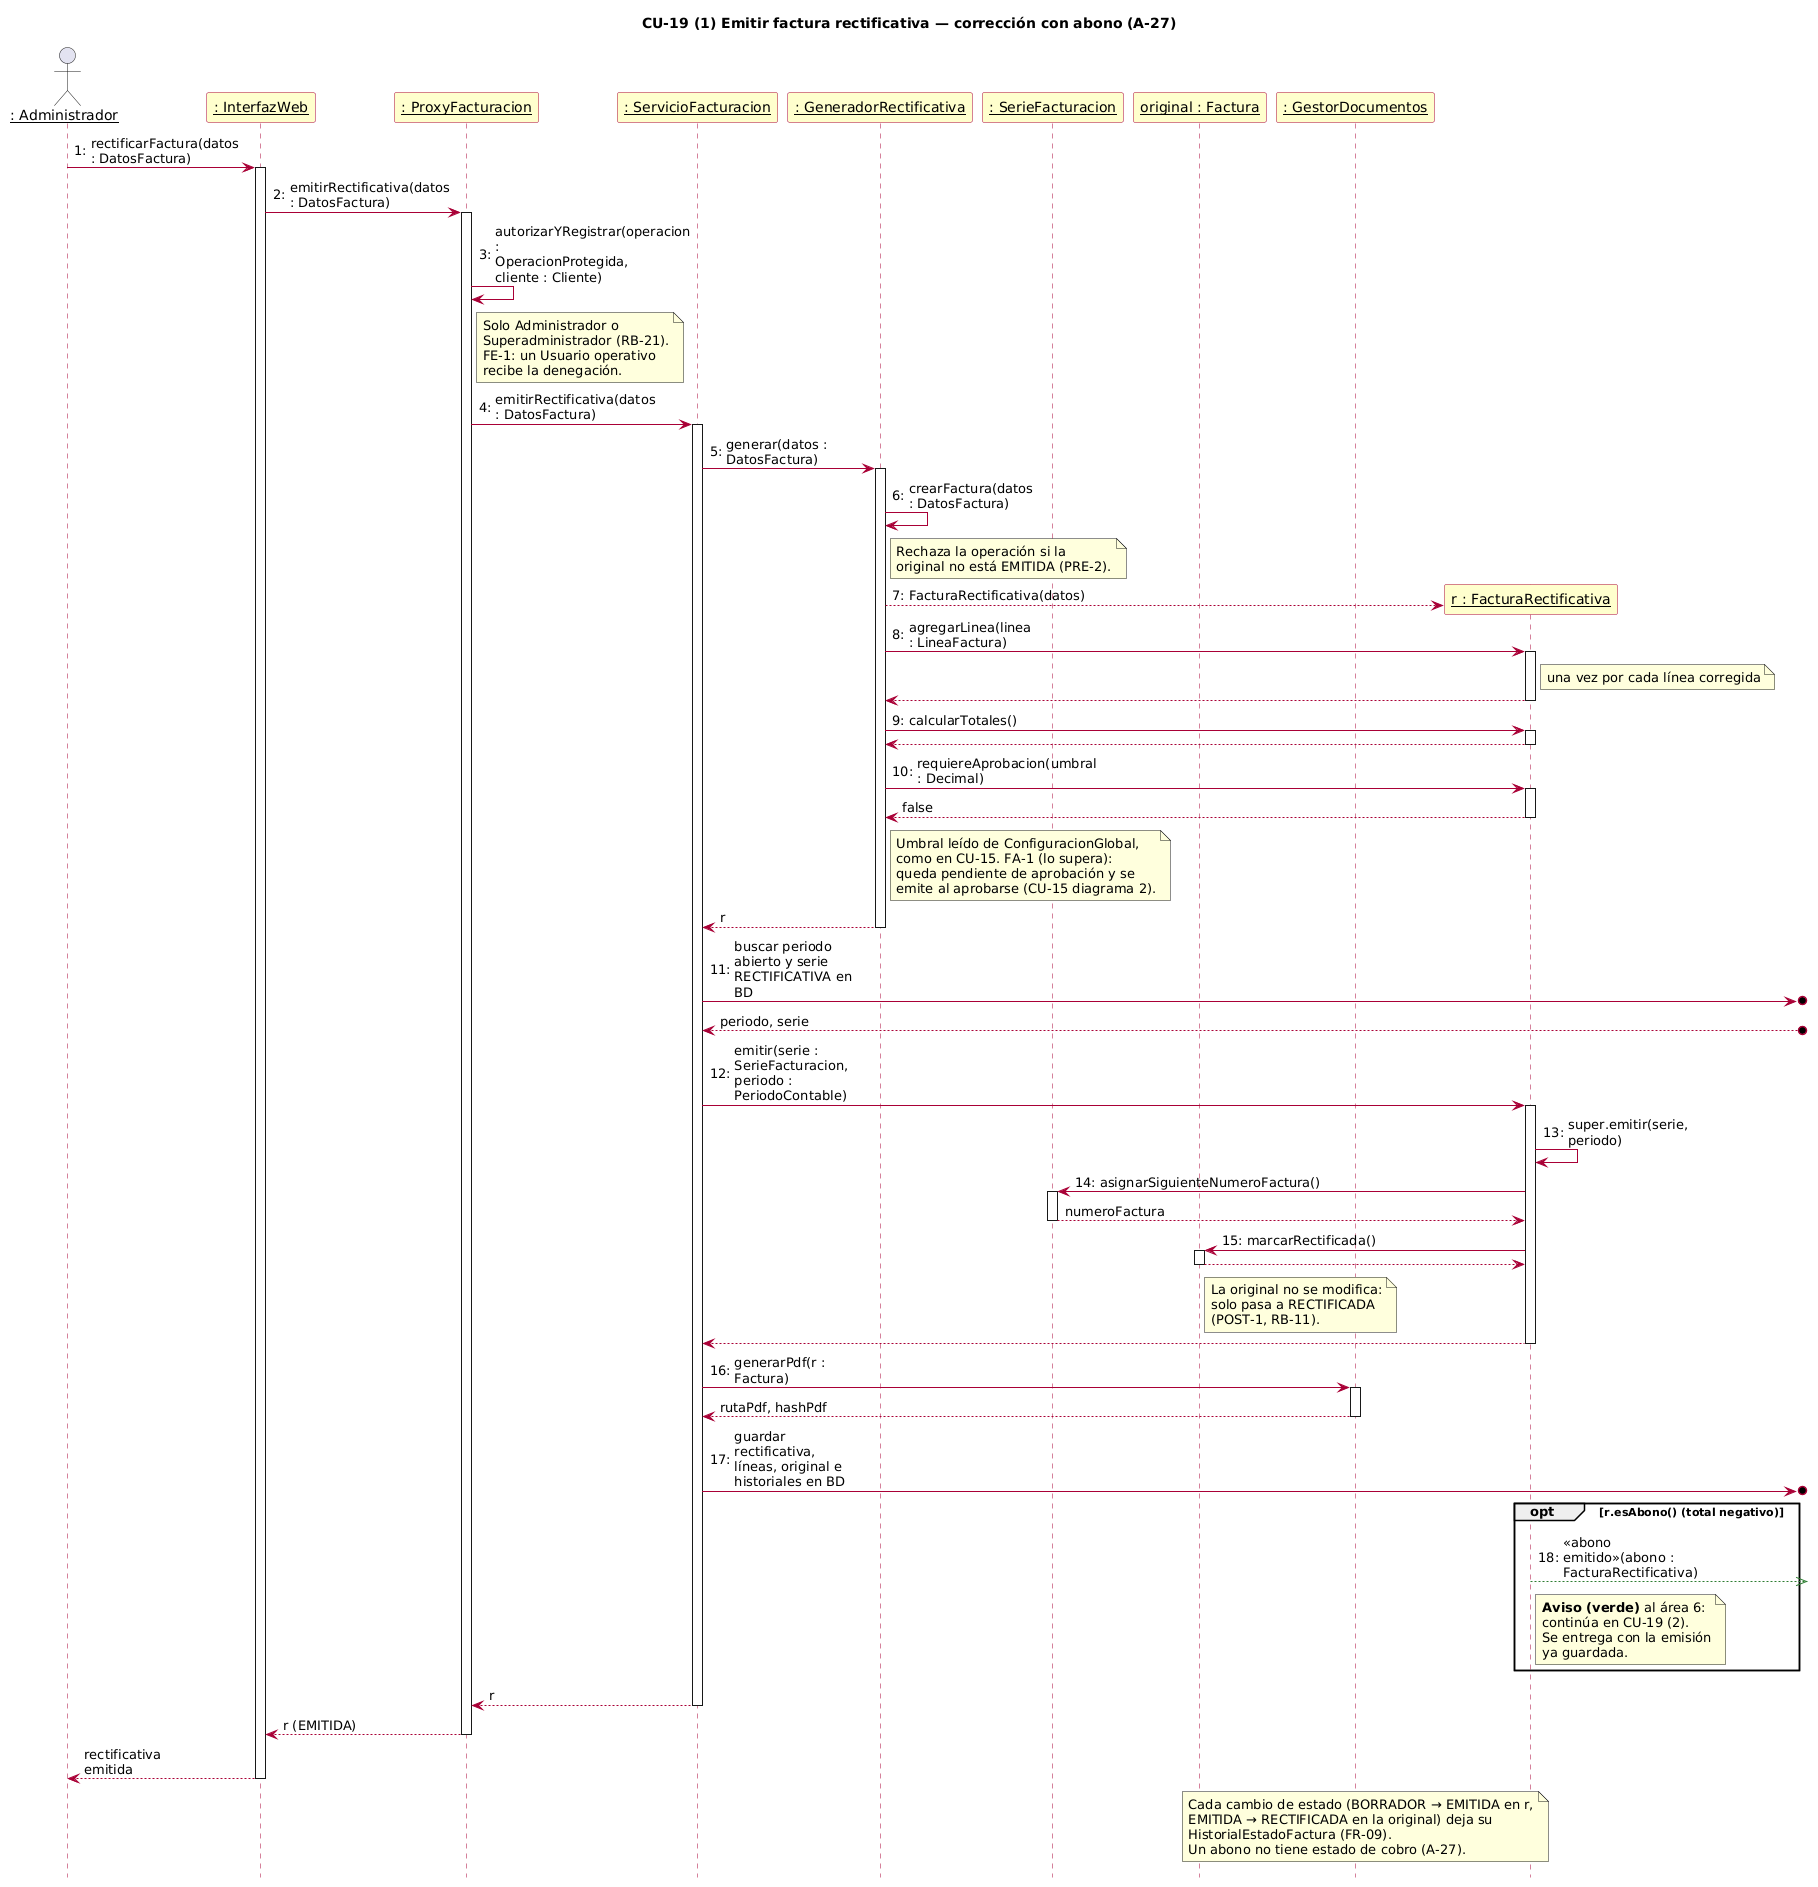 CU-19 (1) Emitir factura rectificativa — corrección con abono (A-27)
: Administrador
: InterfazWeb
: ProxyFacturacion
: ServicioFacturacion
: GeneradorRectificativa
: SerieFacturacion
original : Factura
: GestorDocumentos
1: rectificarFactura(datos
: DatosFactura)
2: emitirRectificativa(datos
: DatosFactura)
3: autorizarYRegistrar(operacion
:
OperacionProtegida,
cliente : Cliente)
Solo Administrador o
Superadministrador (RB-21).
FE-1: un Usuario operativo
recibe la denegación.
4: emitirRectificativa(datos
: DatosFactura)
5: generar(datos :
DatosFactura)
6: crearFactura(datos
: DatosFactura)
Rechaza la operación si la
original no está EMITIDA (PRE-2).
7: FacturaRectificativa(datos)
r : FacturaRectificativa
8: agregarLinea(linea
: LineaFactura)
una vez por cada línea corregida
9: calcularTotales()
10: requiereAprobacion(umbral
: Decimal)
false
Umbral leído de ConfiguracionGlobal,
como en CU-15. FA-1 (lo supera):
queda pendiente de aprobación y se
emite al aprobarse (CU-15 diagrama 2).
r
11: buscar periodo
abierto y serie
RECTIFICATIVA en
BD
periodo, serie
12: emitir(serie :
SerieFacturacion,
periodo :
PeriodoContable)
13: super.emitir(serie,
periodo)
14: asignarSiguienteNumeroFactura()
numeroFactura
15: marcarRectificada()
La original no se modifica:
solo pasa a RECTIFICADA
(POST-1, RB-11).
16: generarPdf(r :
Factura)
rutaPdf, hashPdf
17: guardar
rectificativa,
líneas, original e
historiales en BD
opt [r.esAbono() (total negativo)]
18: «abono
emitido»(abono :
FacturaRectificativa)
Aviso (verde) al área 6:
continúa en CU-19 (2).
Se entrega con la emisión
ya guardada.
r
r (EMITIDA)
rectificativa
emitida
Cada cambio de estado (BORRADOR → EMITIDA en r,
EMITIDA → RECTIFICADA en la original) deja su
HistorialEstadoFactura (FR-09).
Un abono no tiene estado de cobro (A-27).